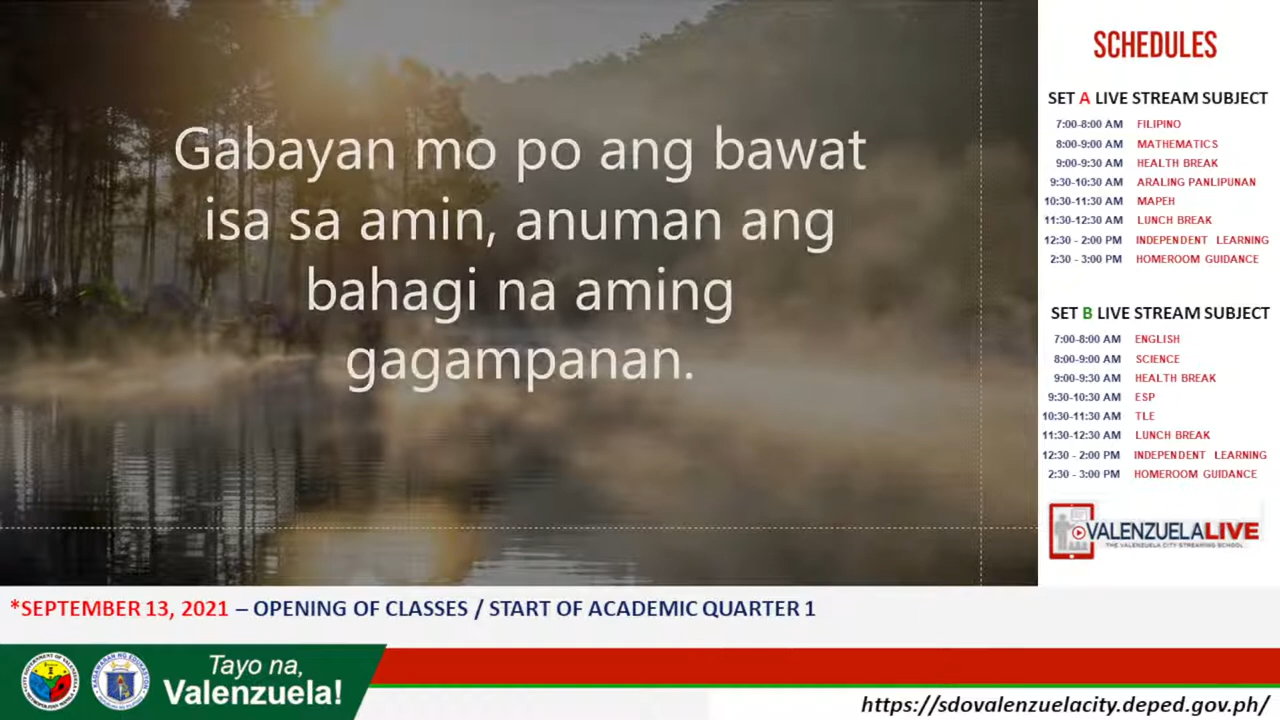 Gabayan mo po ang bawat
isa sa amin, anuman ang
bahagi na aming
gagampanan.
SCHEDULES
SET A LIVE STREAM SUBJECT
7:00-8:00 AM FILIPINO
8:00-9:00 AM MATHEMATICS
9:00-9:30 AM HEALTH BREAK
9:30-10:30 AM ARALING PANLIPUNAN
10:30-11:30 AM MAPEH
11:30-12:30 AM LUNCH BREAK
12:30 - 2:00 PM INDEPENDENT LEARNING
2:30 - 3:00 PM HOMEROOM GUIDANCE
SET B LIVE STREAM SUBJECT
7:00-8:00 AM ENGLISH
8:00-9:00 AM SCIENCE
9:00-9:30 AM HEALTH BREAK
9:30-10:30 AM ESP
10:30-11:30 AM TLE
11:30-12:30 AM LUNCH BREAK
12:30 - 2:00 PM INDEPENDENT LEARNING
2:30 - 3:00 PM HOMEROOM GUIDANCE
VALENZUELALIVE
THE VALENZUELA CITY STREAMING SCHOOL
*SEPTEMBER 13, 2021 – OPENING OF CLASSES / START OF ACADEMIC QUARTER 1
Tayo na,
Valenzuela!
https://sdovalenzuelacity.deped.gov.ph/